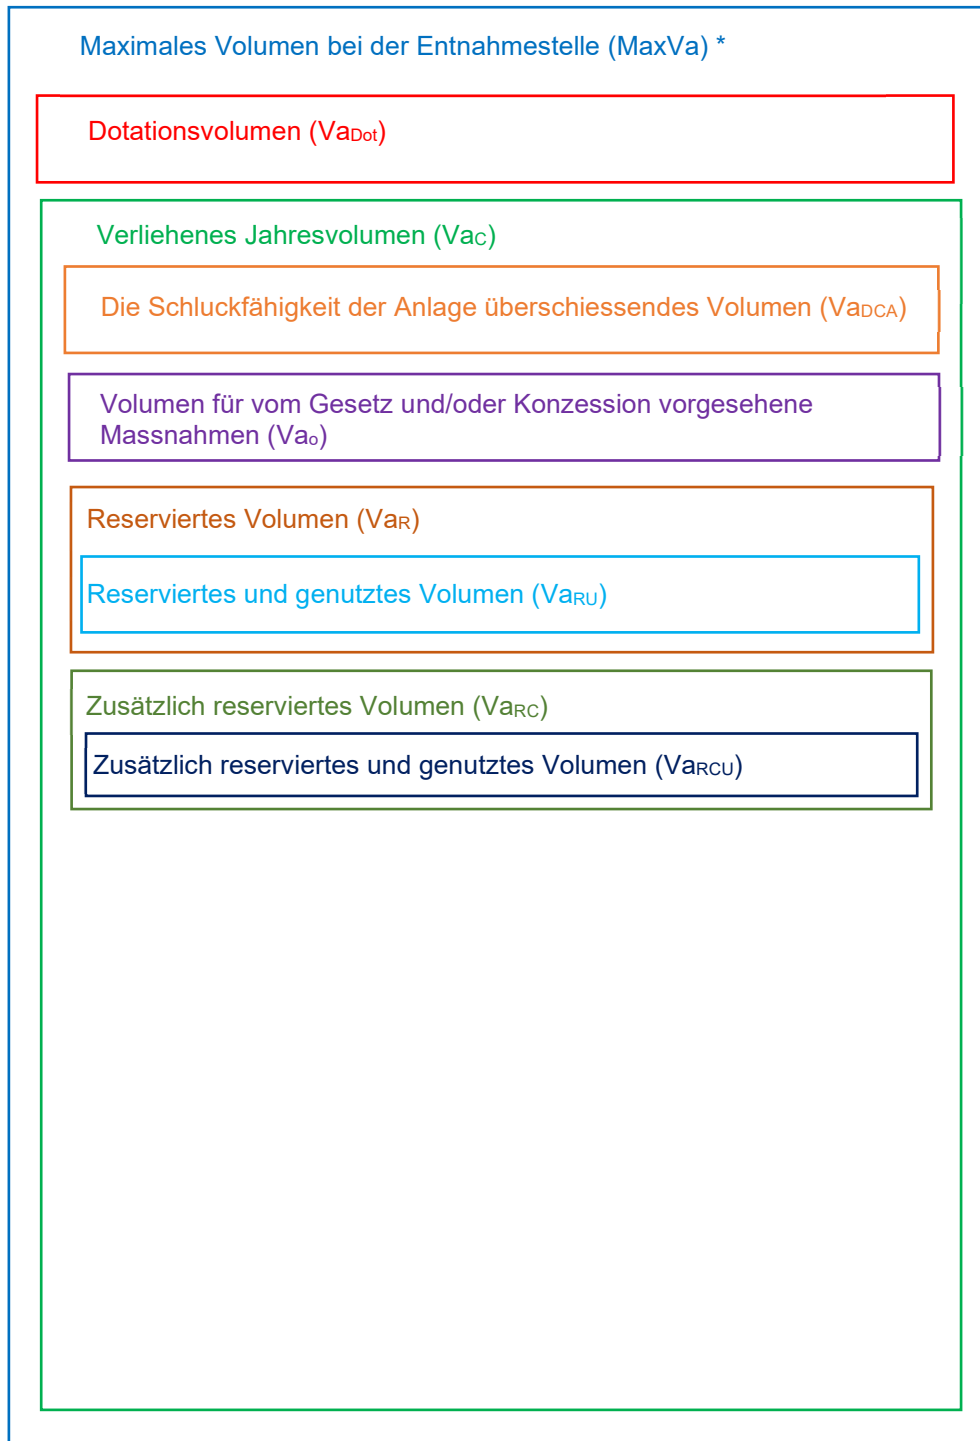 Maximales Volumen bei der Entnahmestelle (MaxVa) *
Dotationsvolumen (VaDot)
Verliehenes Jahresvolumen (VaC)
Die Schluckfähigkeit der Anlage überschiessendes Volumen (VaDCA)
Volumen für vom Gesetz und/oder Konzession vorgesehene
Massnahmen (Vao)
Reserviertes Volumen (VaR)
Reserviertes und genutztes Volumen (VaRU)
Zusätzlich reserviertes Volumen (VaRC)
Zusätzlich reserviertes und genutztes Volumen (VaRCU)